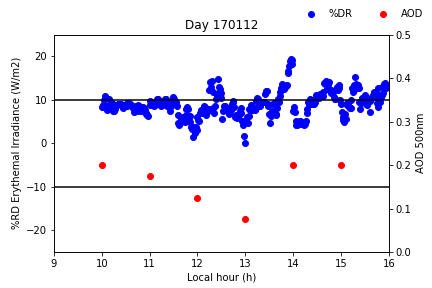 %DR AOD
Day 170112
%RD Erythemal Irradiance (W/m2)
20
10
0
−10
−20
0.5
0.4
0.3
0.2
0.1
0.0
AOD 500nm
9 10 11 12 13 14 15 16
Local hour (h)